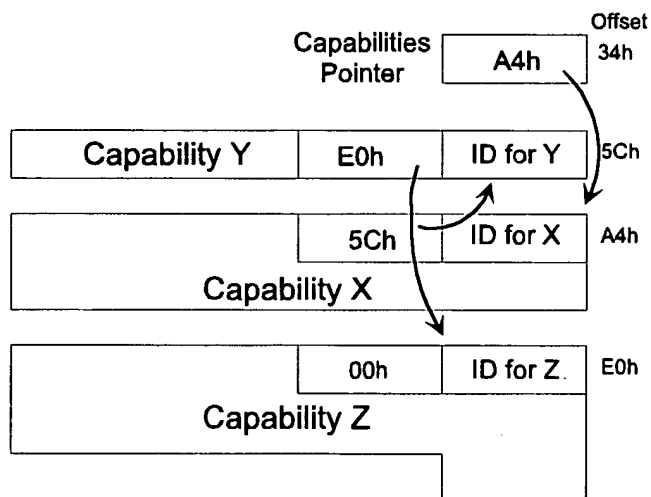 Offset
Capabilities
Pointer
A4h
34h
Capability Y
E0h
ID for Y
5Ch
5Ch
ID for X
A4h
Capability X
00h
ID for Z
E0h
Capability Z